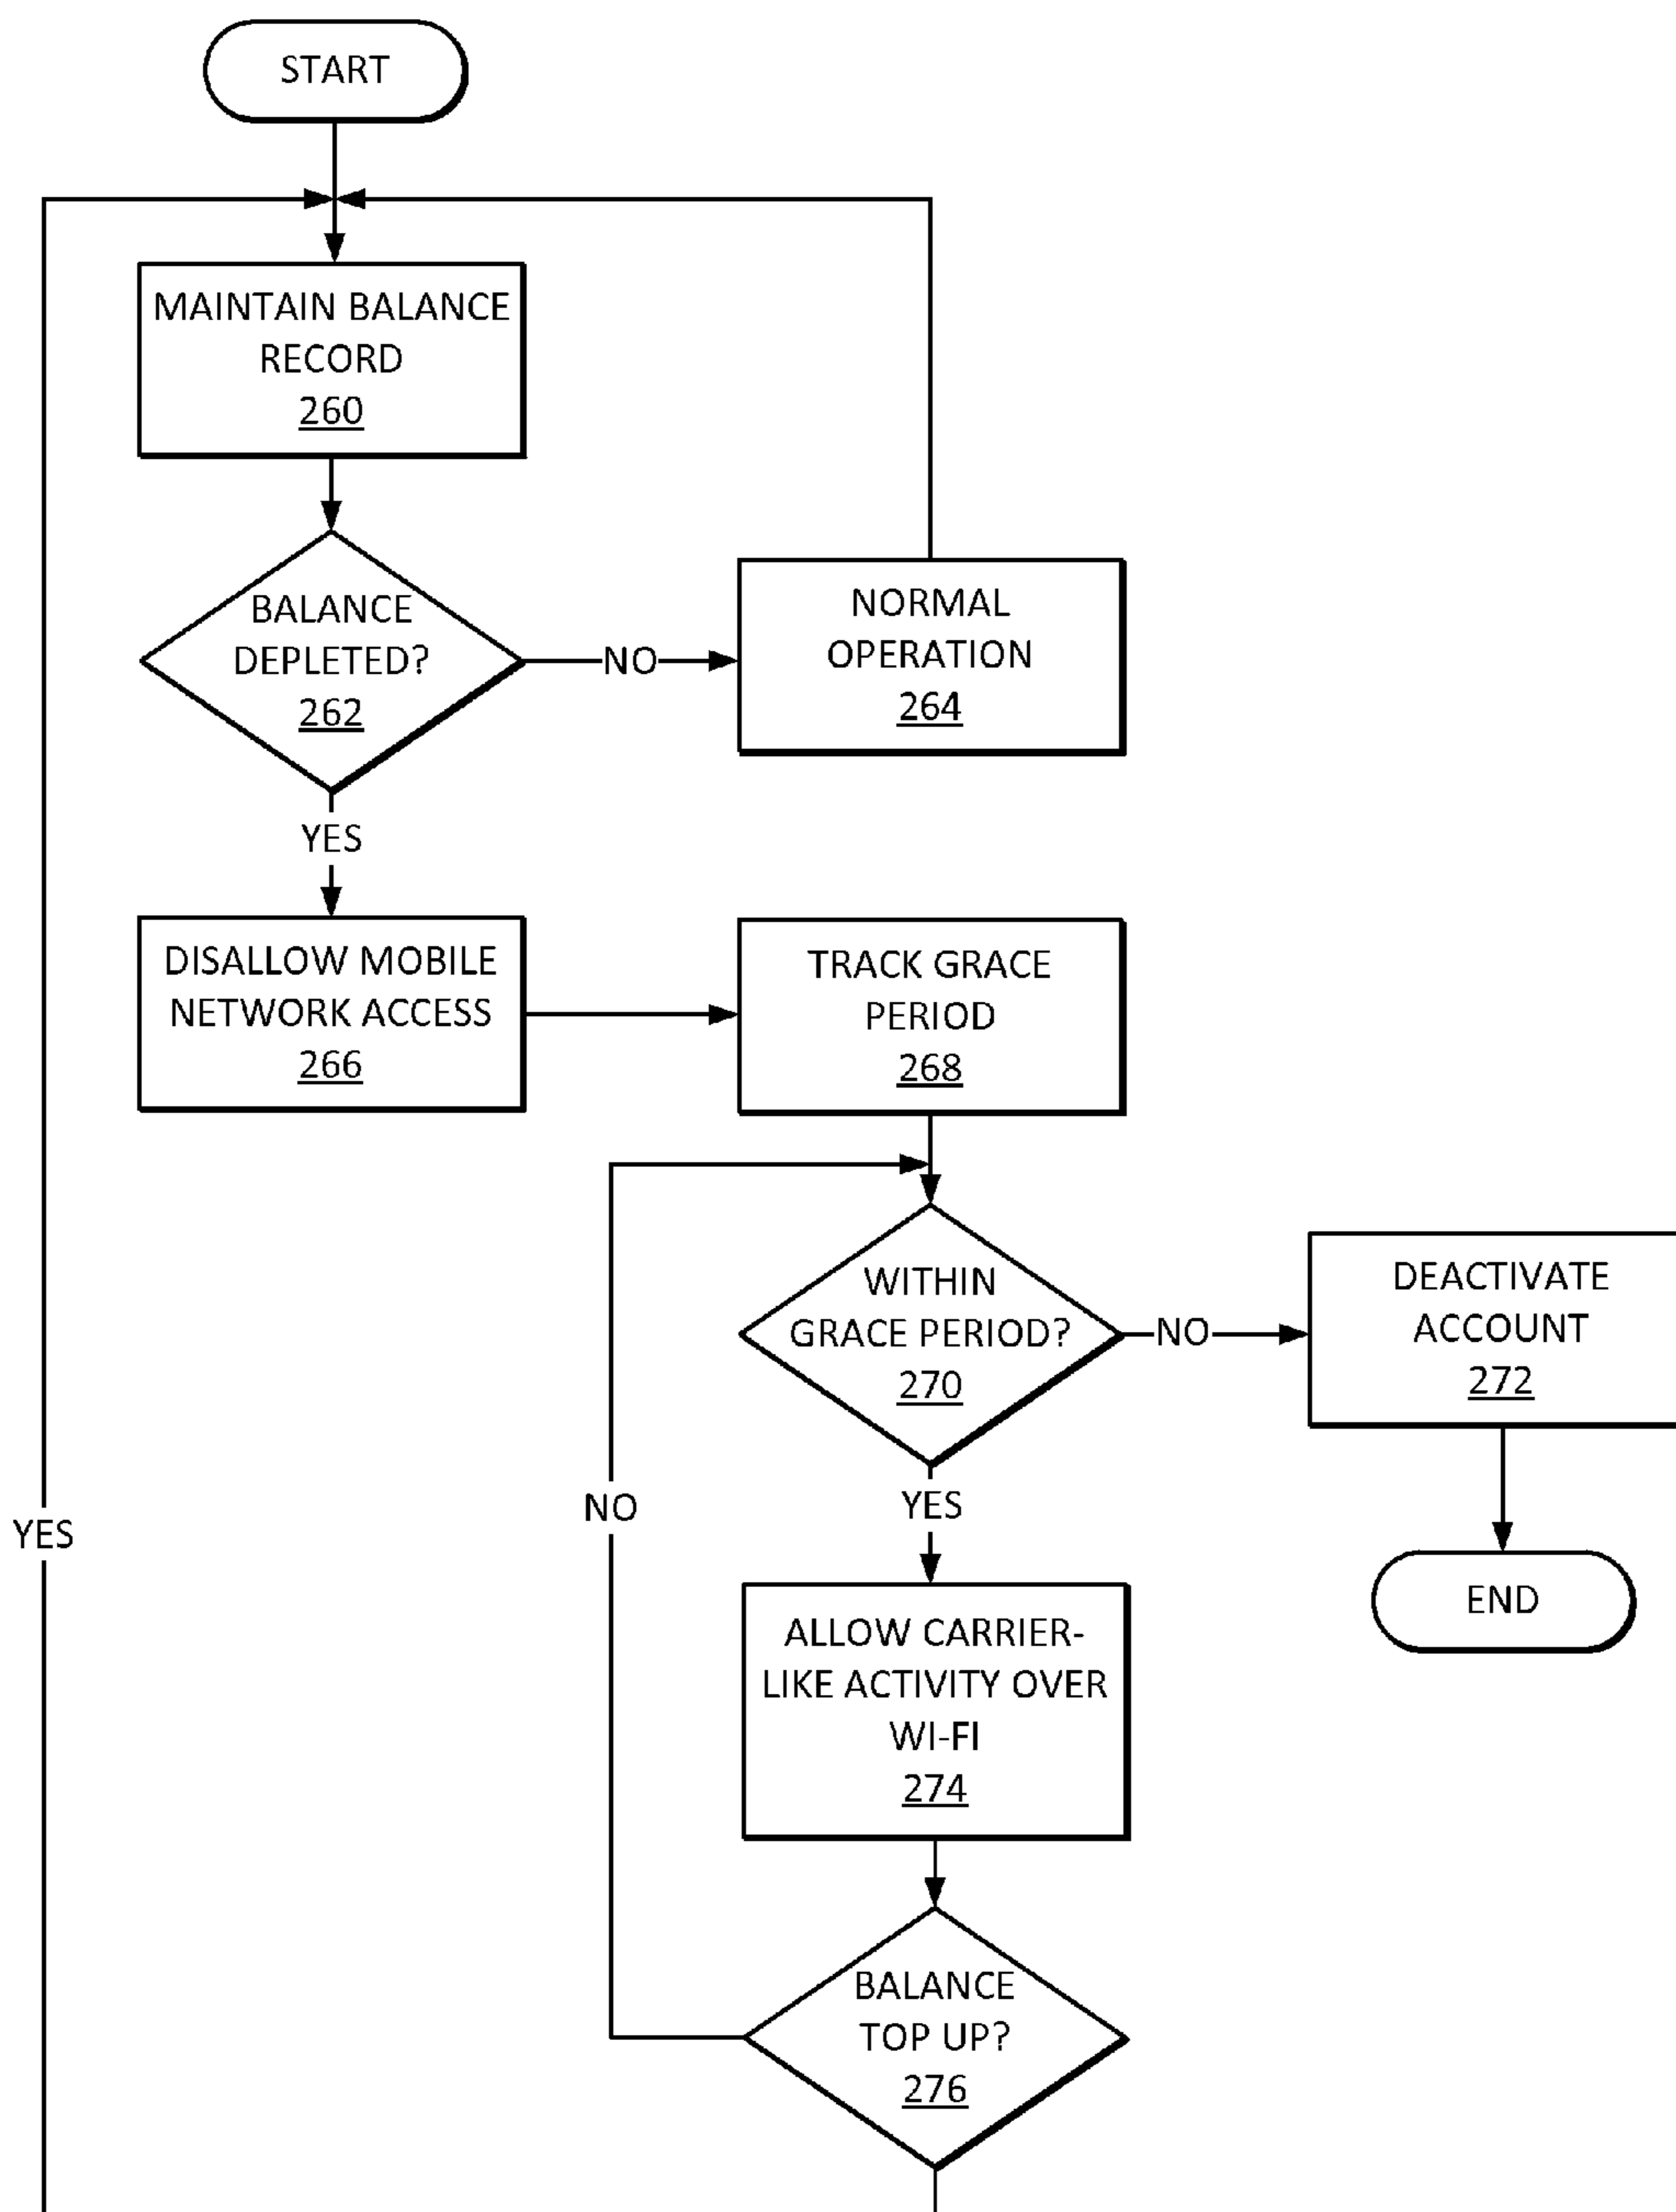 START
MAINTAIN BALANCE
RECORD
260
BALANCE
DEPLETED?
262
NO
NORMAL
OPERATION
264
YES
DISALLOW MOBILE
NETWORK ACCESS
266
TRACK GRACE
PERIOD
268
WITHIN
GRACE PERIOD?
270
NO
DEACTIVATE
ACCOUNT
272
END
YES
ALLOW CARRIER-
LIKE ACTIVITY OVER
WI-FI
274
BALANCE
TOP UP?
276
NO
YES